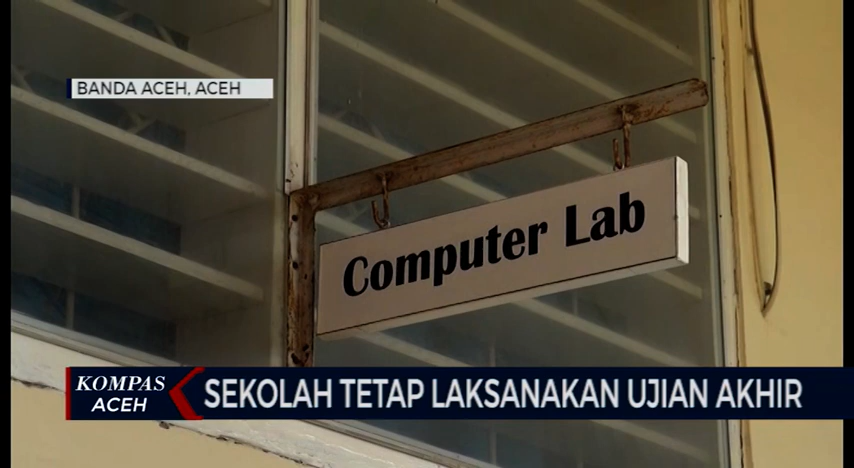 BANDA ACEH, ACEH
Computer Lab
KOMPAS
ACEH
SEKOLAH TETAP LAKSANAKAN UJIAN AKHIR